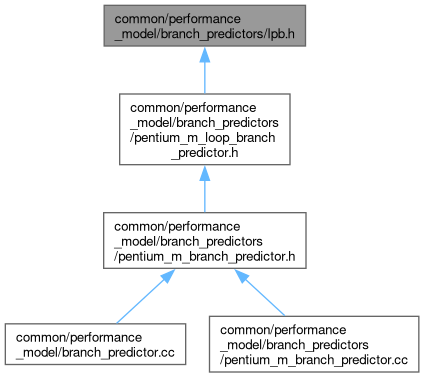 common/performance
_model/branch_predictors/lpb.h
common/performance
_model/branch_predictors
/pentium_m_loop_branch
_predictor.h
common/performance
_model/branch_predictors
/pentium_m_branch_predictor.h
common/performance
_model/branch_predictor.cc
common/performance
_model/branch_predictors
/pentium_m_branch_predictor.cc